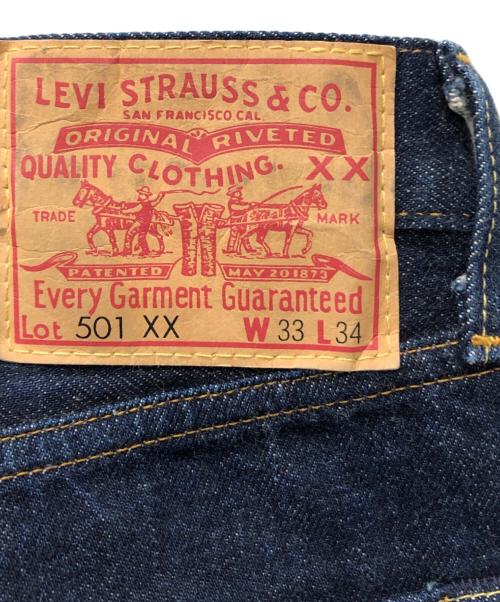 LEVI STRAUSS & CO.
SAN FRANCISCO CAL.
ORIGINAL RIVETED
QUALITY CLOTHING. XX
TRADE MARK
PATENTED MAY 20 1873
Every Garment Guaranteed
Lot 501 XX W 33 L 34